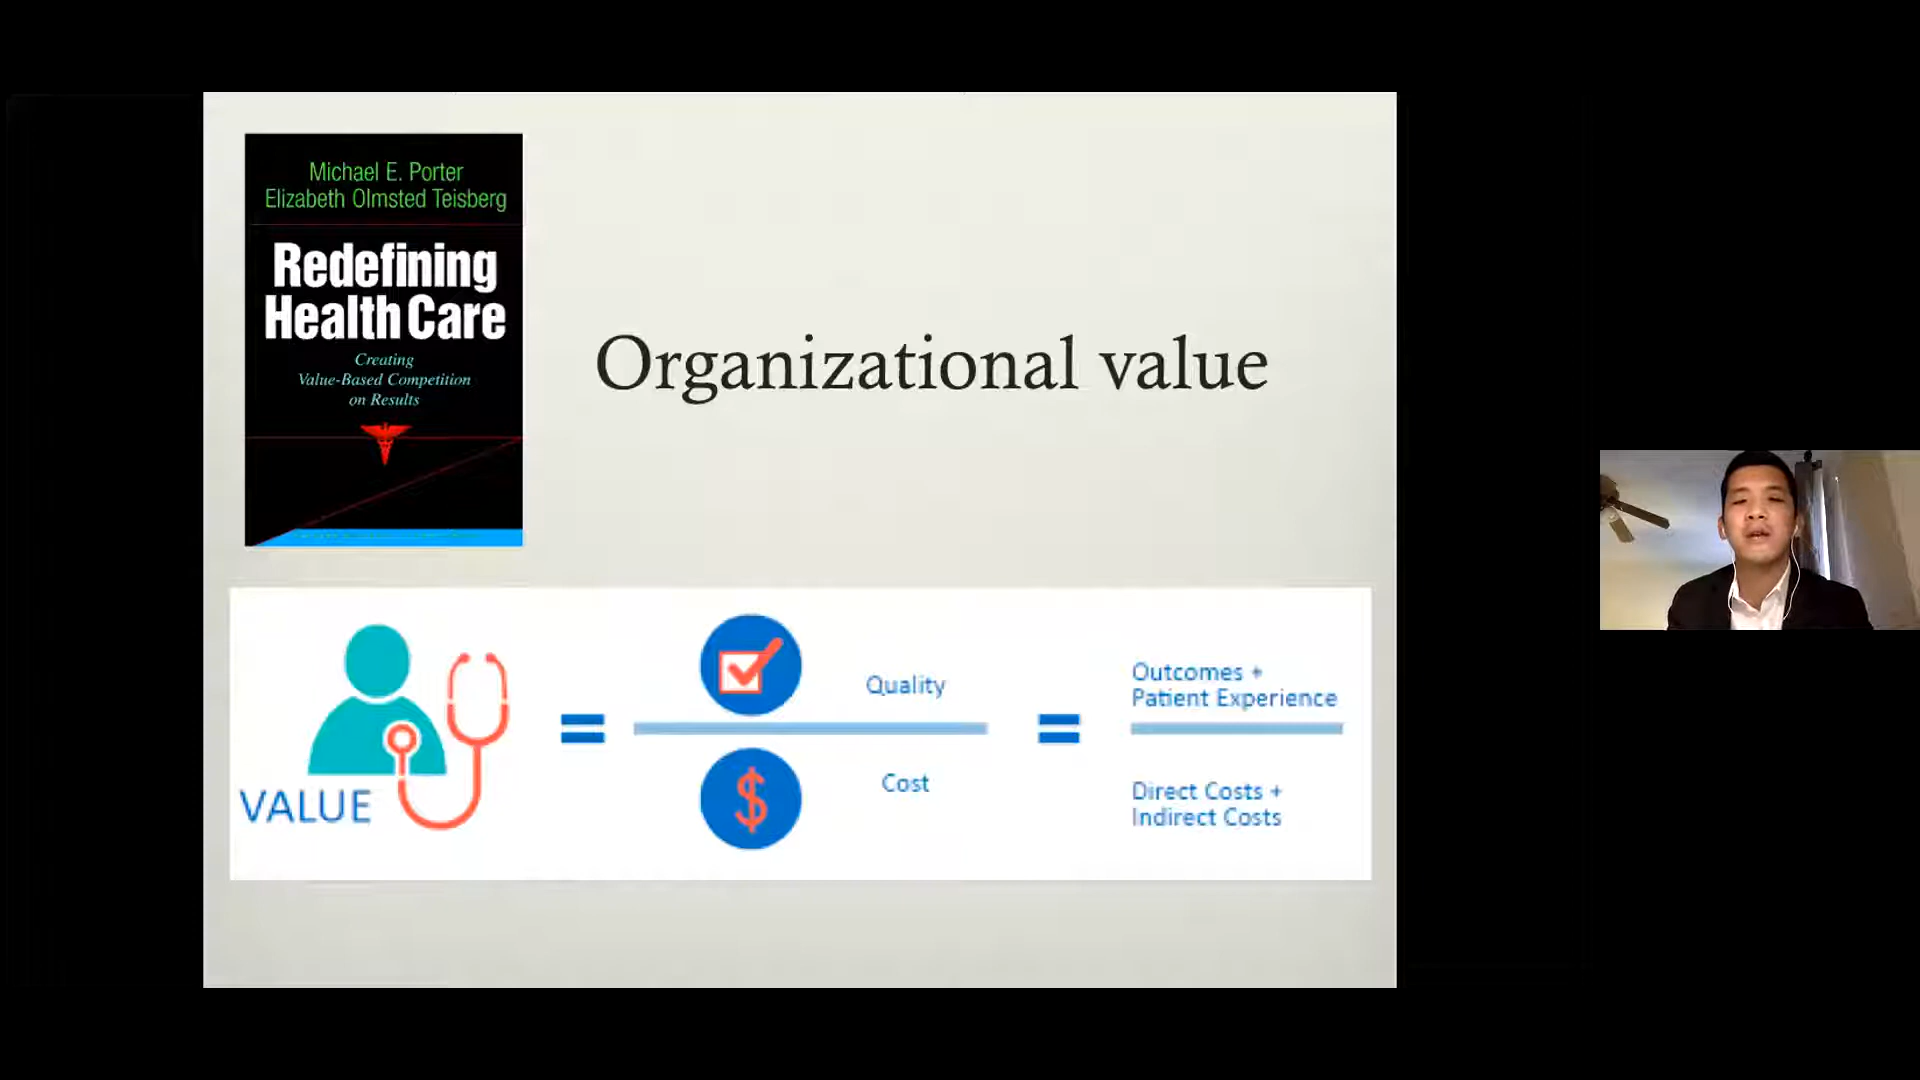 Michael E. Porter
Elizabeth Olmsted Teisberg
Redefining
Health Care
Creating
Value-Based Competition
on Results
Organizational value
VALUE
=
Quality
Cost
=
Outcomes +
Patient Experience
Direct Costs +
Indirect Costs
$